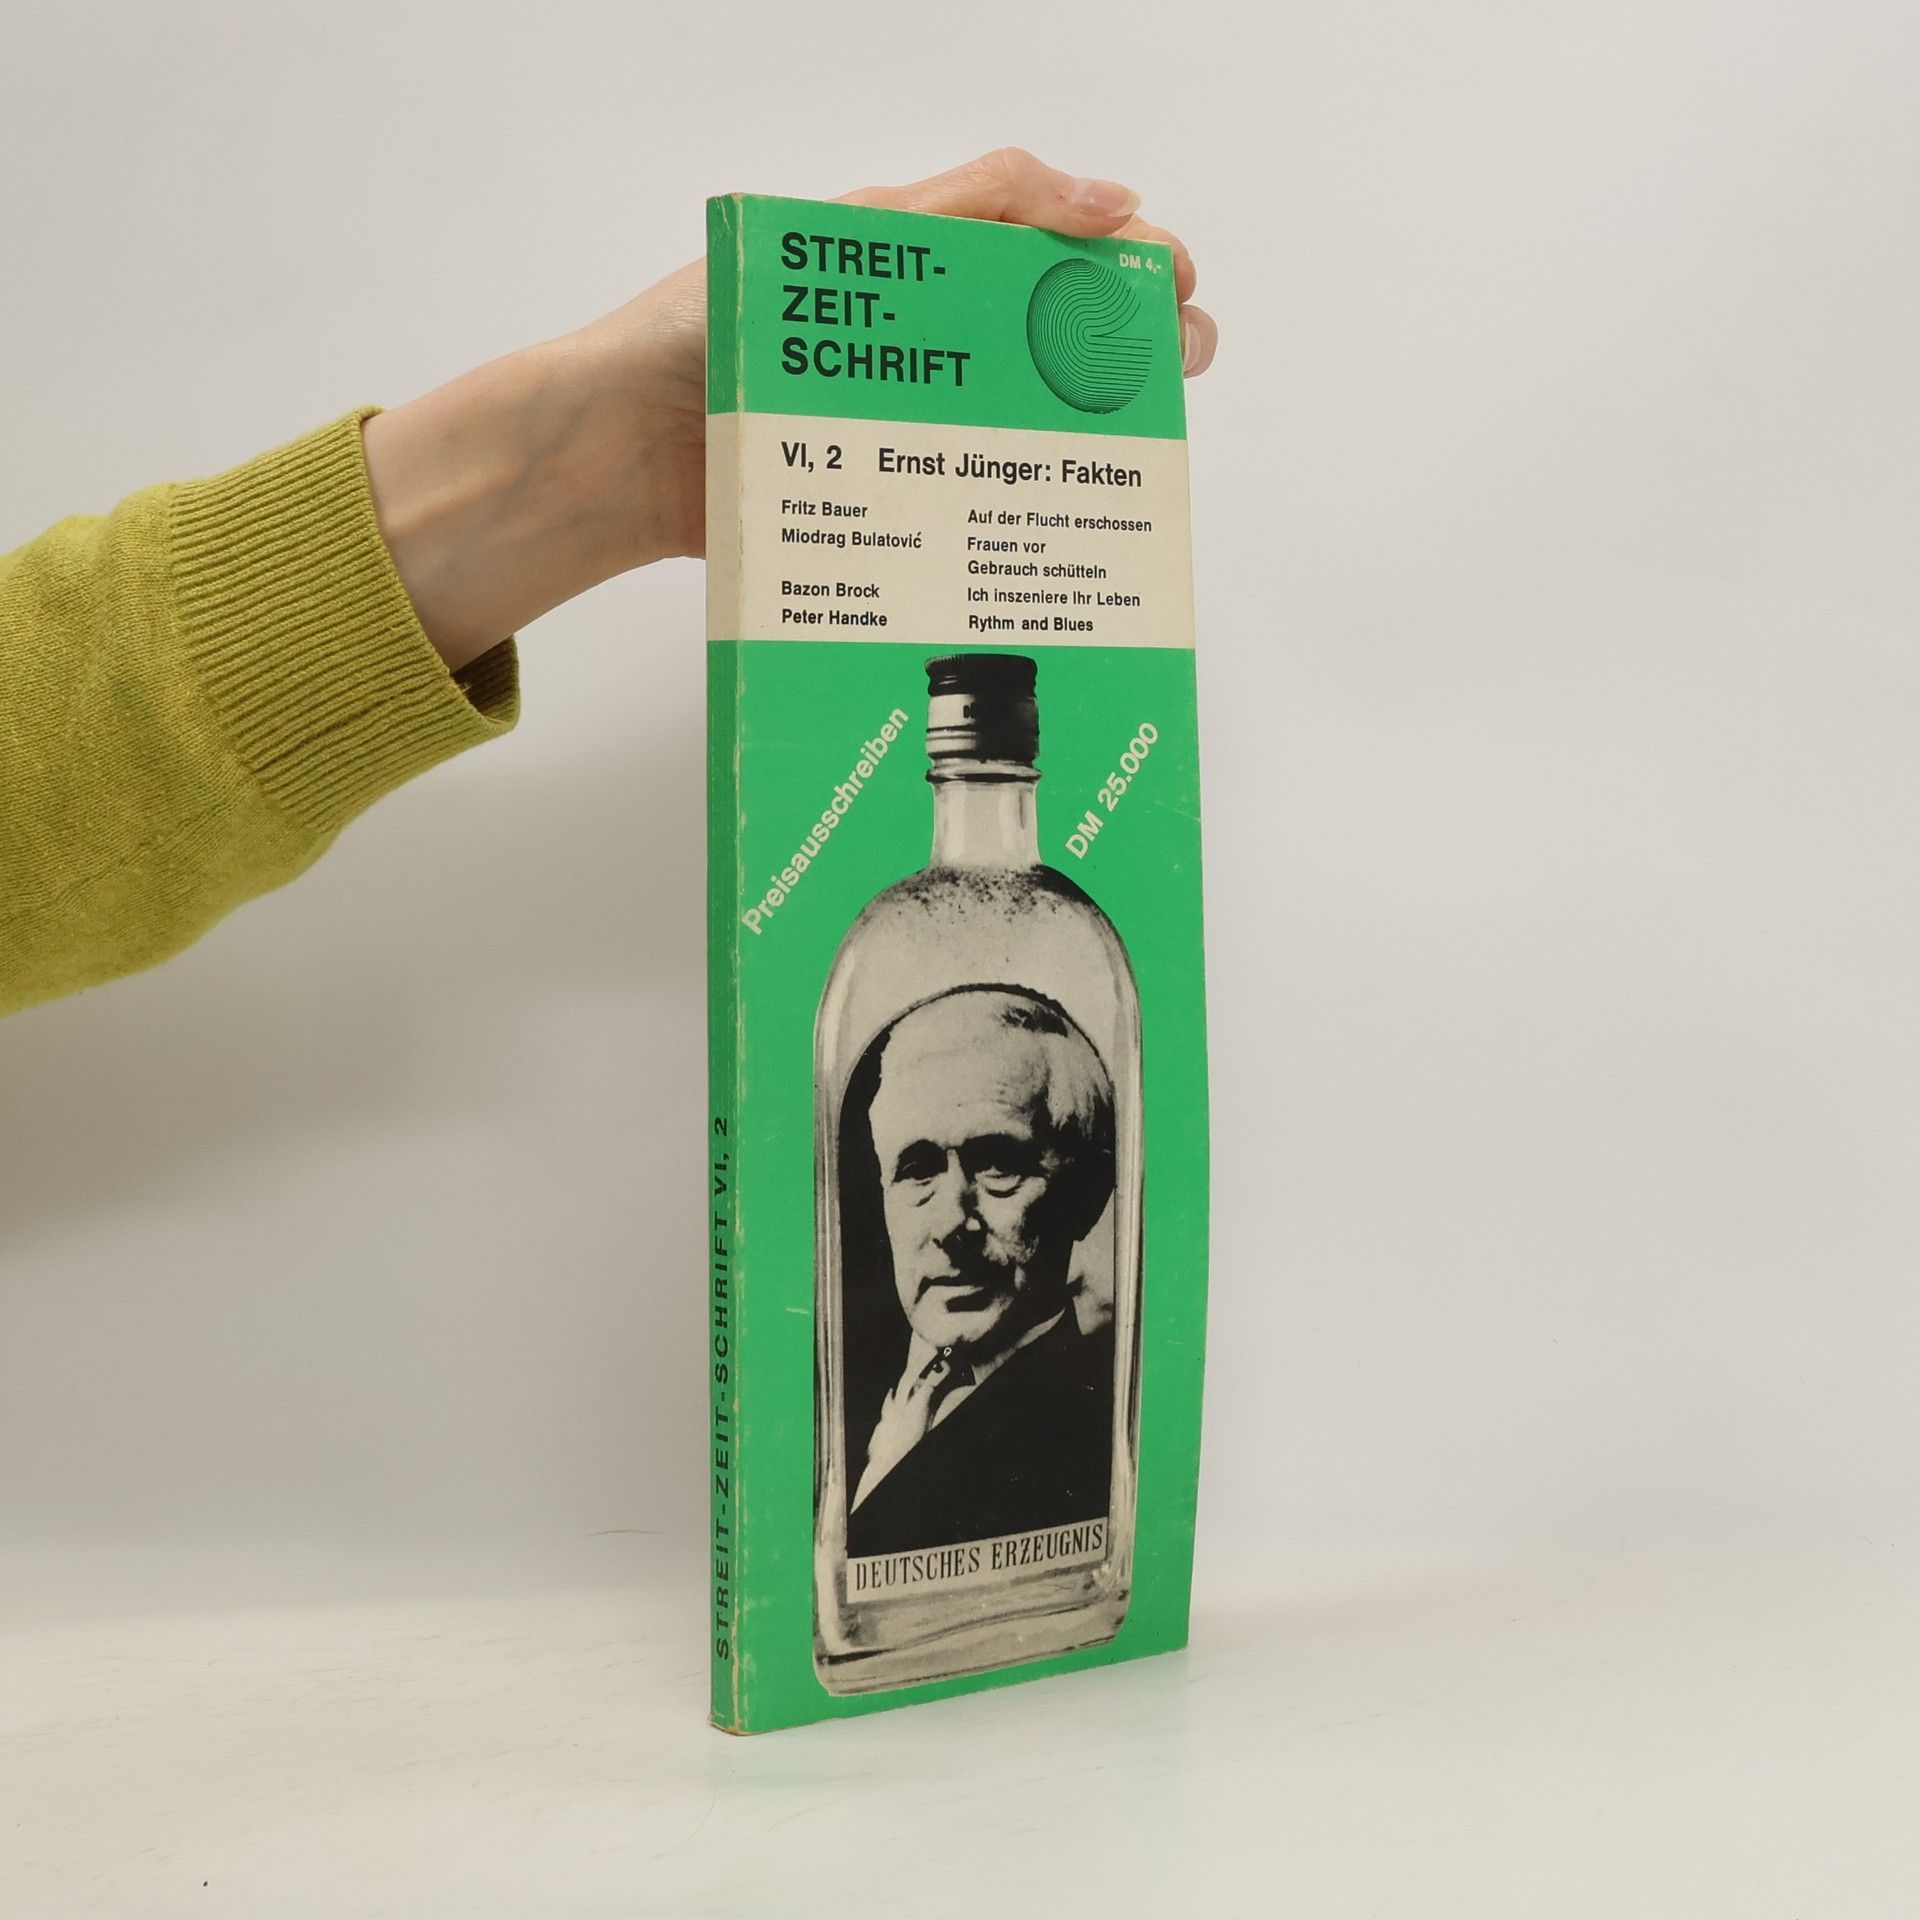 STREIT-
ZEIT-
SCHRIFT
DM 4,-
VI, 2 Ernst Jünger: Fakten
Fritz Bauer Auf der Flucht erschossen
Miodrag Bulatović Frauen vor
Gebrauch schütteln
Bazon Brock Ich inszeniere Ihr Leben
Peter Handke Rythm and Blues
Preisausschreiben
DM 25.000
DEUTSCHES ERZEUGNIS
STREIT-ZEIT-SCHRIFT VI, 2